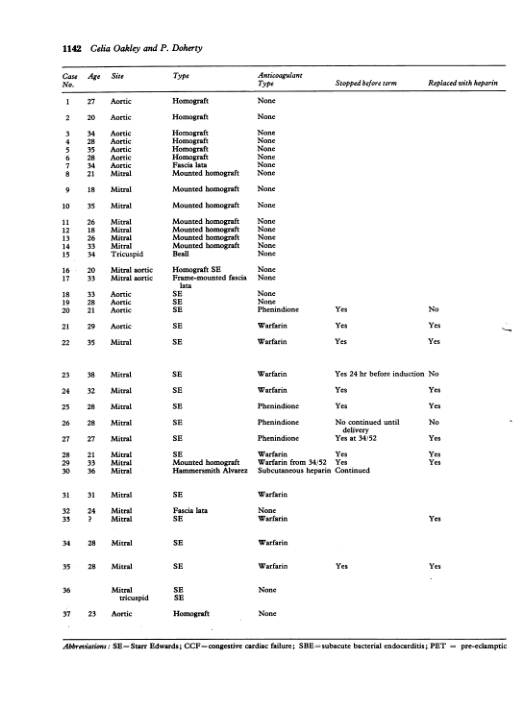 1142 Celia Oakley and P. Doherty
Case Age Site Type Anticoagulant
No. Type Stopped before term Replaced with heparin
1 27 Aortic Homograft None
2 20 Aortic Homograft None
3 34 Aortic Homograft None
4 28 Aortic Homograft None
5 35 Aortic Homograft None
6 28 Aortic Homograft None
7 34 Aortic Fascia lata None
8 21 Mitral Mounted homograft None
9 18 Mitral Mounted homograft None
10 35 Mitral Mounted homograft None
11 26 Mitral Mounted homograft None
12 18 Mitral Mounted homograft None
13 26 Mitral Mounted homograft None
14 33 Mitral Mounted homograft None
15 34 Tricuspid Beall None
16 20 Mitral aortic Homograft SE None
17 33 Mitral aortic Frame-mounted fascia None
lata
18 33 Aortic SE None
19 28 Aortic SE None
20 21 Aortic SE Phenindione Yes No
21 29 Aortic SE Warfarin Yes Yes
22 35 Mitral SE Warfarin Yes Yes
23 38 Mitral SE Warfarin Yes 24 hr before induction No
24 32 Mitral SE Warfarin Yes Yes
25 28 Mitral SE Phenindione Yes Yes
26 28 Mitral SE Phenindione No continued until No
delivery
27 27 Mitral SE Phenindione Yes at 34/52 Yes
28 21 Mitral SE Warfarin Yes Yes
29 33 Mitral Mounted homograft Warfarin from 34/52 Yes Yes
30 36 Mitral Hammersmith Alvarez Subcutaneous heparin Continued
31 31 Mitral SE Warfarin
32 24 Mitral Fascia lata None
33 ? Mitral SE Warfarin Yes
34 28 Mitral SE Warfarin
35 28 Mitral SE Warfarin Yes Yes
36 Mitral SE None
tricuspid SE
37 23 Aortic Homograft None
Abbreviations: SE=Starr Edwards; CCF=congestive cardiac failure; SBE=subacute bacterial endocarditis; PET = pre-eclamptic